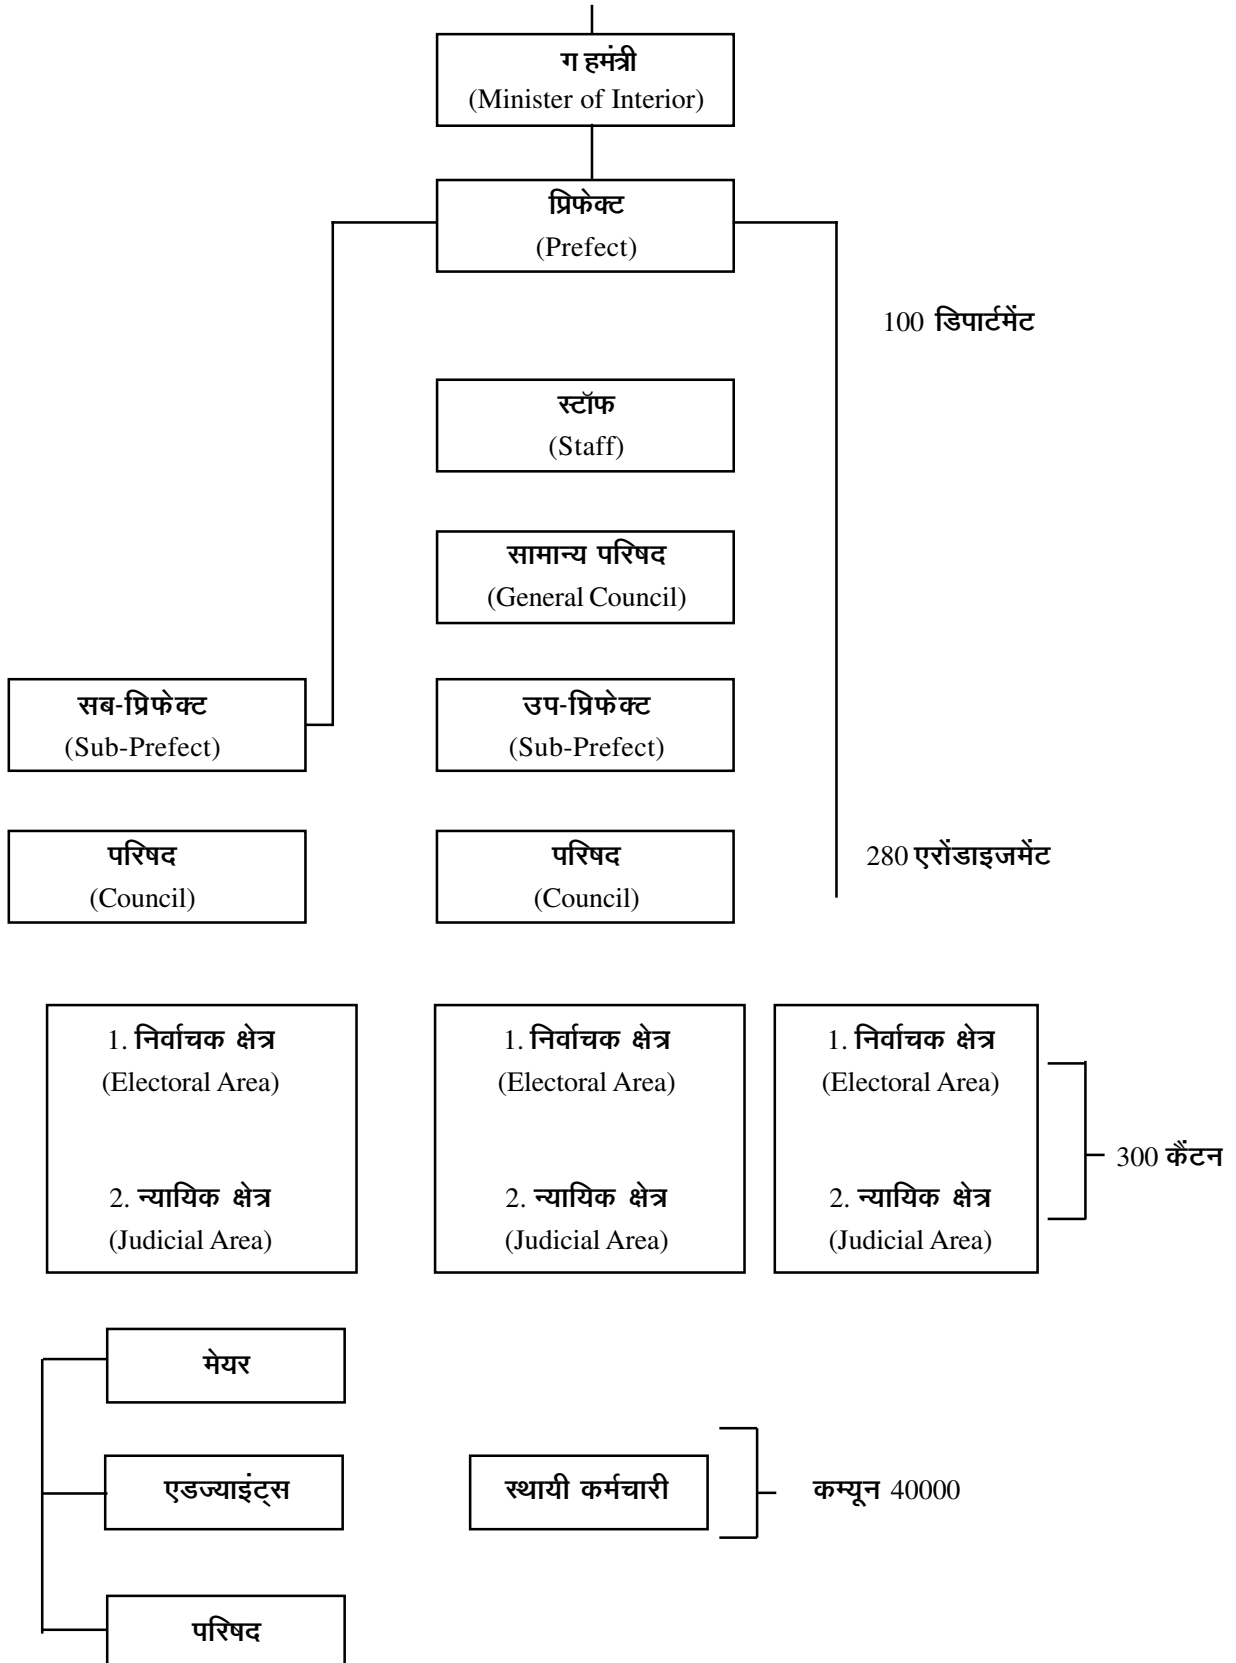 ग हमंत्री
(Minister of Interior)
प्रिफेक्ट
(Prefect)
100 डिपार्टमेंट
स्टॉफ
(Staff)
सामान्य परिषद
(General Council)
सब-प्रिफेक्ट
(Sub-Prefect)
उप-प्रिफेक्ट
(Sub-Prefect)
परिषद
(Council)
परिषद
(Council)
280 एरोंडाइजमेंट
1. निर्वाचक क्षेत्र
(Electoral Area)
2. न्यायिक क्षेत्र
(Judicial Area)
1. निर्वाचक क्षेत्र
(Electoral Area)
2. न्यायिक क्षेत्र
(Judicial Area)
1. निर्वाचक क्षेत्र
(Electoral Area)
2. न्यायिक क्षेत्र
(Judicial Area)
300 कैंटन
मेयर
एडज्याइंट्स
स्थायी कर्मचारी
कम्यून 40000
परिषद